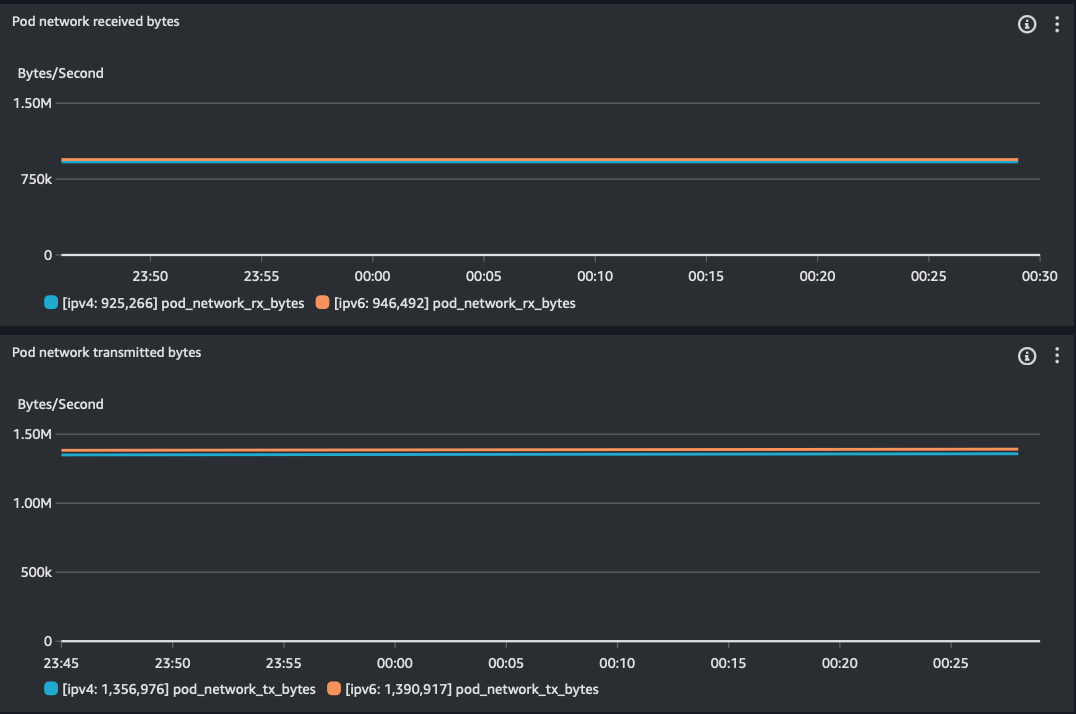 Pod network received bytes
Bytes/Second
1.50M
750k
0
23:50 23:55 00:00 00:05 00:10 00:15 00:20 00:25 00:30
[ipv4: 925,266] pod_network_rx_bytes [ipv6: 946,492] pod_network_rx_bytes
Pod network transmitted bytes
Bytes/Second
1.50M
1.00M
500k
0
23:45 23:50 23:55 00:00 00:05 00:10 00:15 00:20 00:25
[ipv4: 1,356,976] pod_network_tx_bytes [ipv6: 1,390,917] pod_network_tx_bytes